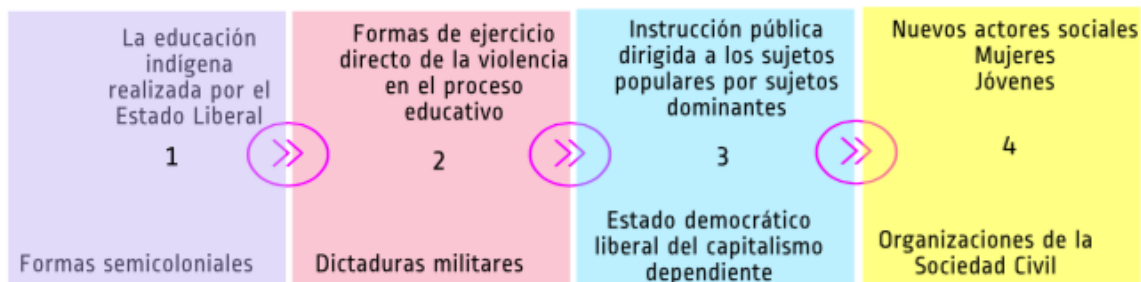 La educación
indígena
realizada por el
Estado Liberal
1
Formas semicoloniales
Formas de ejercicio
directo de la violencia
en el proceso
educativo
2
Dictaduras militares
Instrucción pública
dirigida a los sujetos
populares por sujetos
dominantes
3
Estado democrático
liberal del capitalismo
dependiente
Nuevos actores sociales
Mujeres
Jóvenes
4
Organizaciones de la
Sociedad Civil